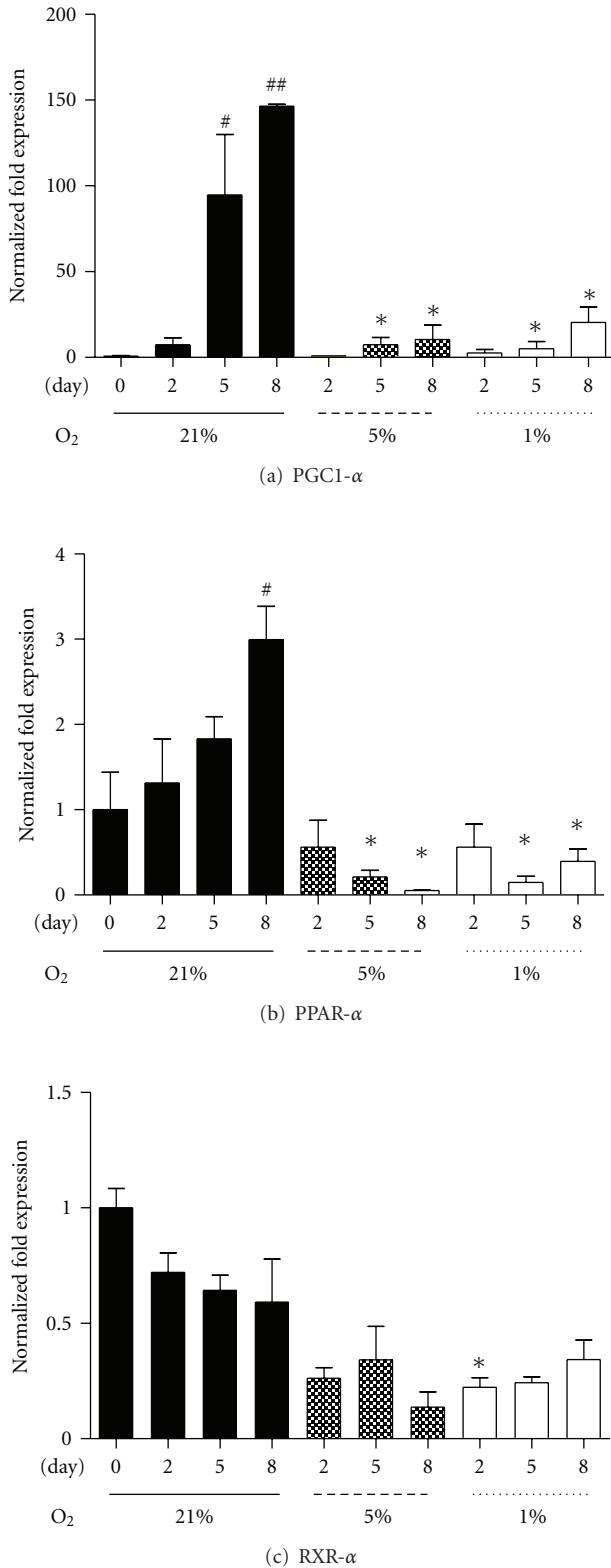 200
150
100
50
0
Normalized fold expression
#
##
* * * *
(day) 0 2 5 8 2 5 8 2 5 8
O₂ 21% 5% 1%
(a) PGC1-α
4
3
2
1
0
Normalized fold expression
#
* * * *
(day) 0 2 5 8 2 5 8 2 5 8
O₂ 21% 5% 1%
(b) PPAR-α
1.5
1
0.5
0
Normalized fold expression
*
(day) 0 2 5 8 2 5 8 2 5 8
O₂ 21% 5% 1%
(c) RXR-α